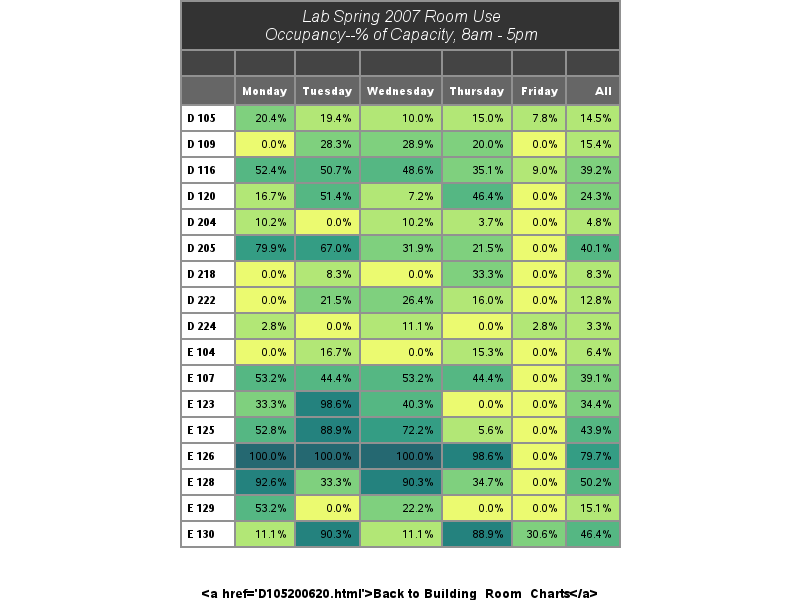 Lab Spring 2007 Room Use
Occupancy--% of Capacity, 8am - 5pm
Monday Tuesday Wednesday Thursday Friday All
D 105 20.4% 19.4% 10.0% 15.0% 7.8% 14.5%
D 109 0.0% 28.3% 28.9% 20.0% 0.0% 15.4%
D 116 52.4% 50.7% 48.6% 35.1% 9.0% 39.2%
D 120 16.7% 51.4% 7.2% 46.4% 0.0% 24.3%
D 204 10.2% 0.0% 10.2% 3.7% 0.0% 4.8%
D 205 79.9% 67.0% 31.9% 21.5% 0.0% 40.1%
D 218 0.0% 8.3% 0.0% 33.3% 0.0% 8.3%
D 222 0.0% 21.5% 26.4% 16.0% 0.0% 12.8%
D 224 2.8% 0.0% 11.1% 0.0% 2.8% 3.3%
E 104 0.0% 16.7% 0.0% 15.3% 0.0% 6.4%
E 107 53.2% 44.4% 53.2% 44.4% 0.0% 39.1%
E 123 33.3% 98.6% 40.3% 0.0% 0.0% 34.4%
E 125 52.8% 88.9% 72.2% 5.6% 0.0% 43.9%
E 126 100.0% 100.0% 100.0% 98.6% 0.0% 79.7%
E 128 92.6% 33.3% 90.3% 34.7% 0.0% 50.2%
E 129 53.2% 0.0% 22.2% 0.0% 0.0% 15.1%
E 130 11.1% 90.3% 11.1% 88.9% 30.6% 46.4%
<a href='D105200620.html'>Back to Building_Room_Charts</a>